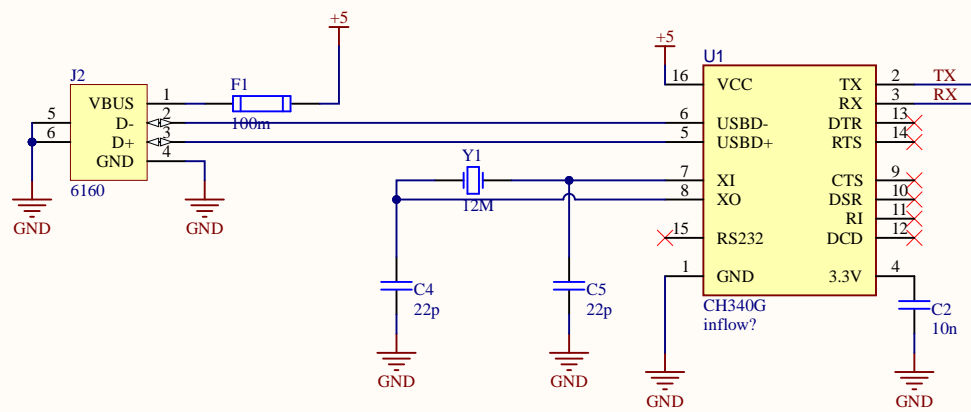 +5
J2
F1
VBUS 1
5 D- 2
100m
6 D+ 3
GND 4
6160
GND
GND
Y1
12M
C4
22p
GND
C5
22p
GND
+5
U1
16 VCC TX 2 TX
RX 3 RX
6 USBD- DTR 13
5 USBD+ RTS 14
7 XI CTS 9
8 XO DSR 10
RI 11
15 RS232 DCD 12
1 GND 3.3V 4
CH340G
inflow?
C2
10n
GND
GND